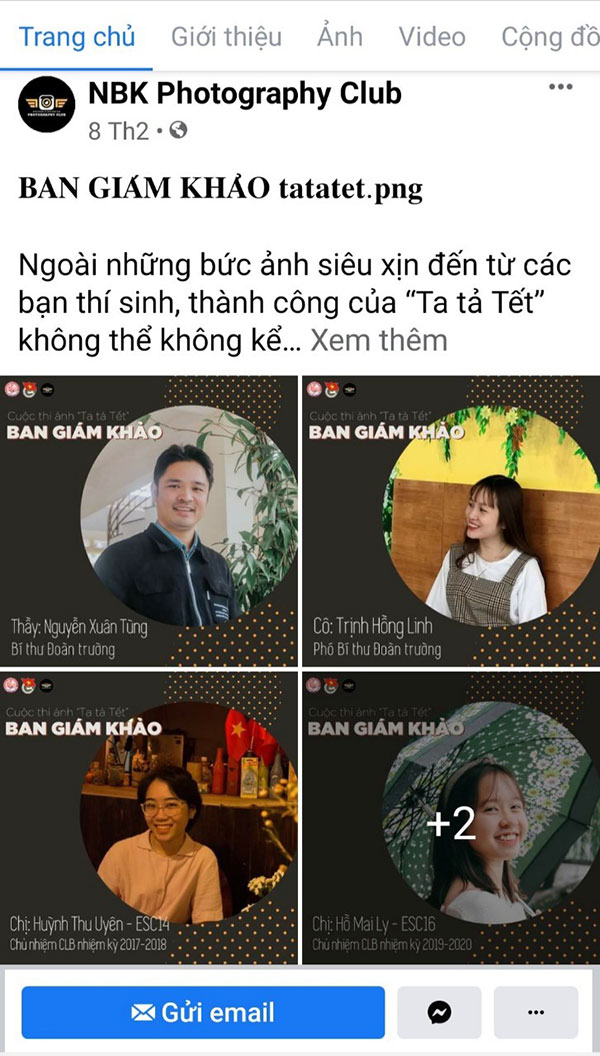 Trang chủ Giới thiệu Ảnh Video Cộng đồ
NBK Photography Club
8 Th2
BAN GIÁM KHẢO tatatet.png
Ngoài những bức ảnh siêu xịn đến từ các
bạn thí sinh, thành công của “Ta tả Tết”
không thể không kể... Xem thêm
Cuộc thi ảnh "Ta tả Tết"
BAN GIÁM KHẢO
Thầy: Nguyễn Xuân Tùng
Bí thư Đoàn trường
Cuộc thi ảnh "Ta tả Tết"
BAN GIÁM KHẢO
Cô: Trịnh Hồng Linh
Phó Bí thư Đoàn trường
Cuộc thi ảnh "Ta tả Tết"
BAN GIÁM KHẢO
Chị: Huỳnh Thu Uyên - ESC14
Chủ nhiệm CLB nhiệm kỳ 2017-2018
Cuộc thi ảnh "Ta tả Tết"
BAN GIÁM KHẢO
+2
Chị: Hồ Mai Ly - ESC16
Chủ nhiệm CLB nhiệm kỳ 2019-2020
Gửi email